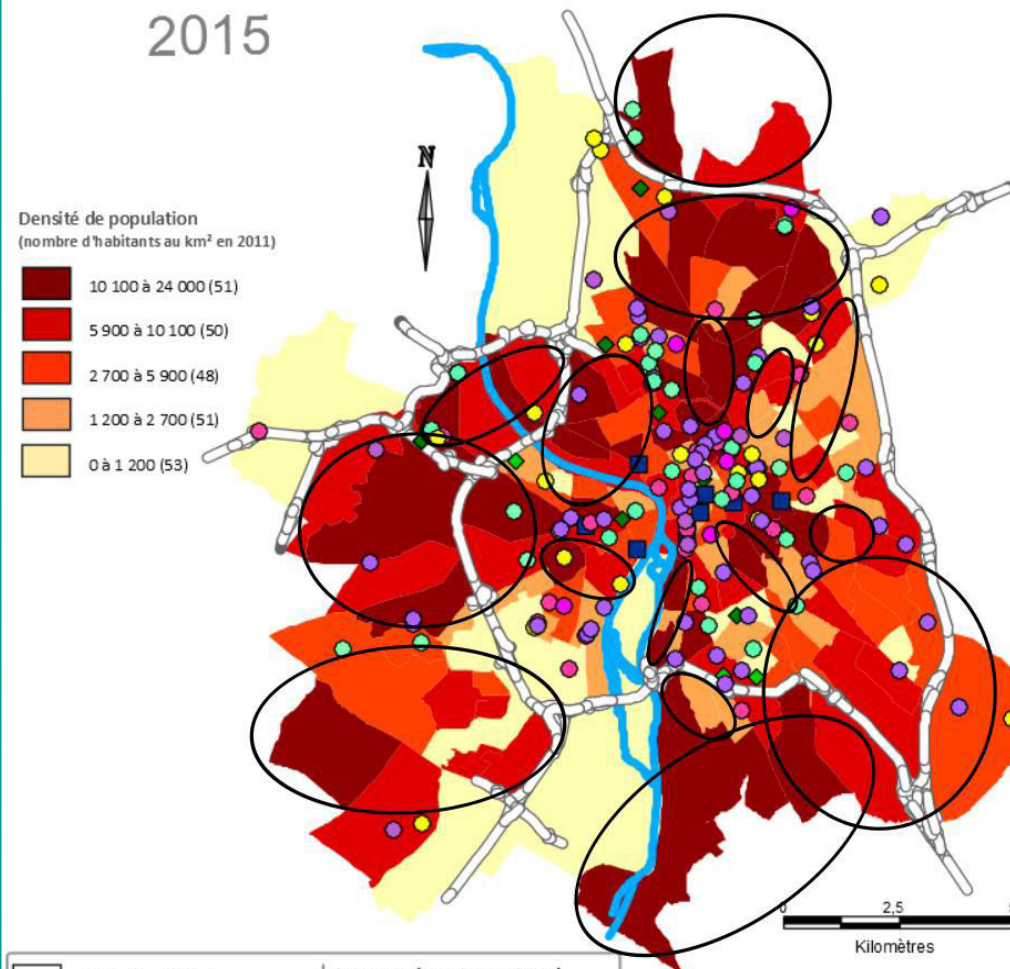 2015
N
Densité de population
(nombre d'habitants au km² en 2011)
10 100 à 24 000 (51)
5 900 à 10 100 (50)
2 700 à 5 900 (48)
1 200 à 2 700 (51)
0 à 1 200 (53)
0 2,5
Kilomètres